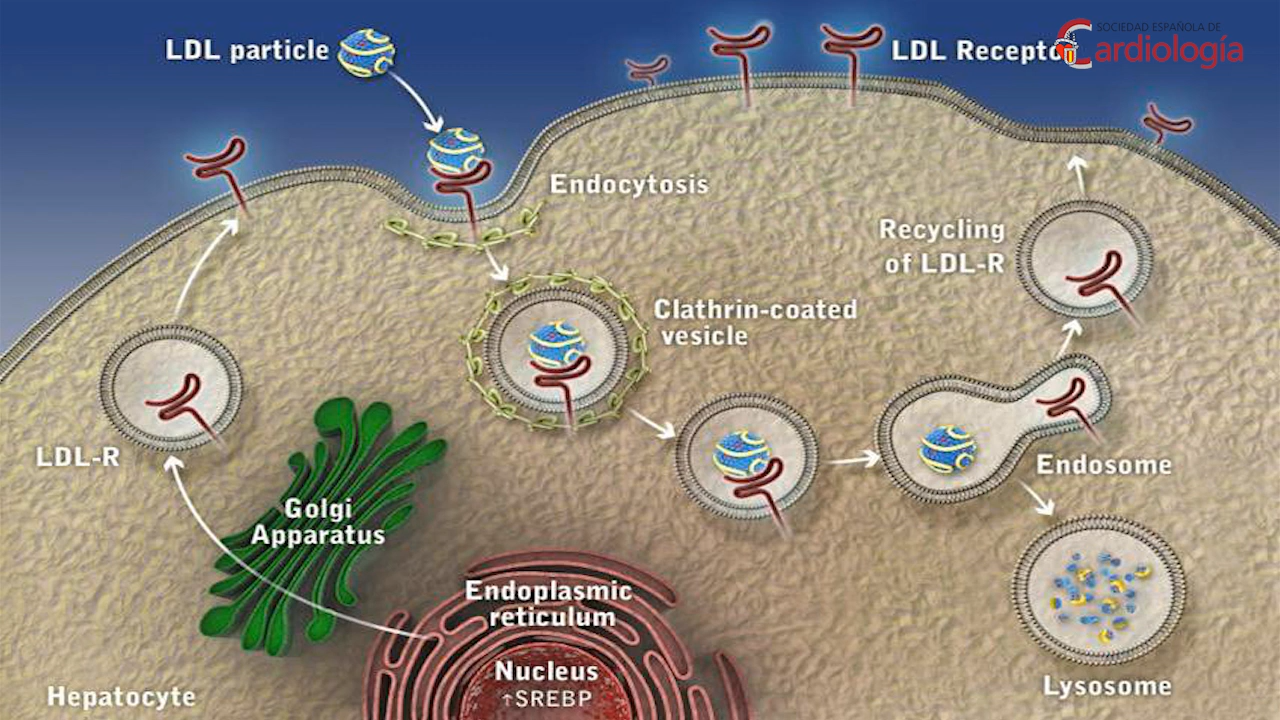 LDL particle
LDL Receptor
SOCIEDAD ESPAÑOLA DE
Cardiología
Endocytosis
Recycling
of LDL-R
Clathrin-coated
vesicle
LDL-R
Endosome
Golgi
Apparatus
Endoplasmic
reticulum
Nucleus
↑SREBP
Hepatocyte
Lysosome